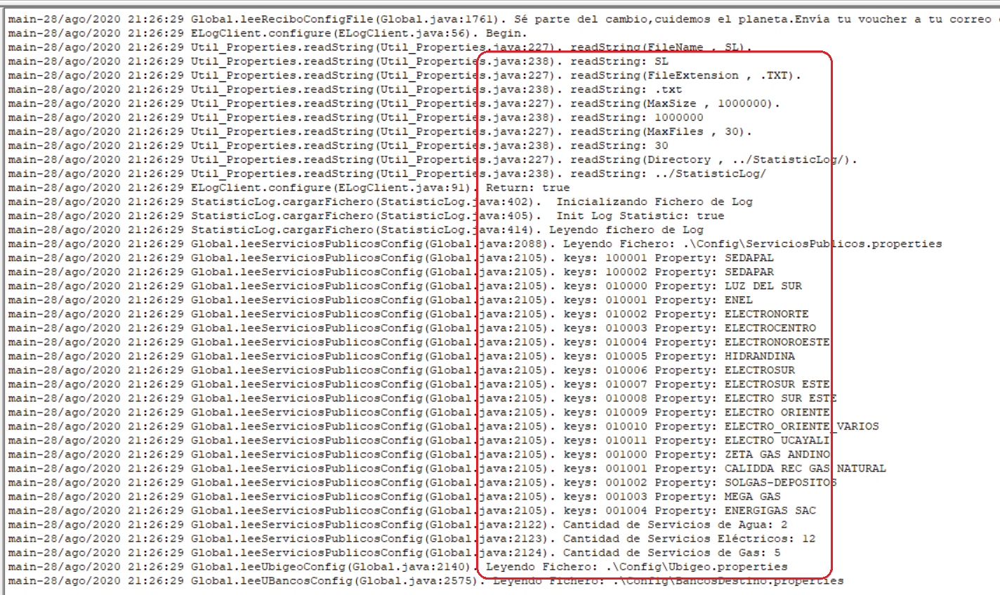 main-28/ago/2020 21:26:29 Global.leeReciboConfigFile(Global.java:1761). Sé parte del cambio,cuidemos el planeta.Envía tu voucher a tu correo
main-28/ago/2020 21:26:29 ELogClient.configure(ELogClient.java:56). Begin.
main-28/ago/2020 21:26:29 Util_Properties.readString(Util_Properties.java:227). readString(FileName , SL).
main-28/ago/2020 21:26:29 Util_Properties.readString(Util_Properties.java:238). readString: SL
main-28/ago/2020 21:26:29 Util_Properties.readString(Util_Properties.java:227). readString(FileExtension , .TXT).
main-28/ago/2020 21:26:29 Util_Properties.readString(Util_Properties.java:238). readString: .txt
main-28/ago/2020 21:26:29 Util_Properties.readString(Util_Properties.java:227). readString(MaxSize , 1000000).
main-28/ago/2020 21:26:29 Util_Properties.readString(Util_Properties.java:238). readString: 1000000
main-28/ago/2020 21:26:29 Util_Properties.readString(Util_Properties.java:227). readString(MaxFiles , 30).
main-28/ago/2020 21:26:29 Util_Properties.readString(Util_Properties.java:238). readString: 30
main-28/ago/2020 21:26:29 Util_Properties.readString(Util_Properties.java:227). readString(Directory , ../StatisticLog/).
main-28/ago/2020 21:26:29 Util_Properties.readString(Util_Properties.java:238). readString: ../StatisticLog/
main-28/ago/2020 21:26:29 ELogClient.configure(ELogClient.java:91). Return: true
main-28/ago/2020 21:26:29 StatisticLog.cargarFichero(StatisticLog.java:402).  Inicializando Fichero de Log
main-28/ago/2020 21:26:29 StatisticLog.cargarFichero(StatisticLog.java:405).  Init Log Statistic: true
main-28/ago/2020 21:26:29 StatisticLog.cargarFichero(StatisticLog.java:414). Leyendo fichero de Log
main-28/ago/2020 21:26:29 Global.leeServiciosPublicosConfig(Global.java:2088). Leyendo Fichero: .\Config\ServiciosPublicos.properties
main-28/ago/2020 21:26:29 Global.leeServiciosPublicosConfig(Global.java:2105). keys: 100001 Property: SEDAPAL
main-28/ago/2020 21:26:29 Global.leeServiciosPublicosConfig(Global.java:2105). keys: 100002 Property: SEDAPAR
main-28/ago/2020 21:26:29 Global.leeServiciosPublicosConfig(Global.java:2105). keys: 010000 Property: LUZ DEL SUR
main-28/ago/2020 21:26:29 Global.leeServiciosPublicosConfig(Global.java:2105). keys: 010001 Property: ENEL
main-28/ago/2020 21:26:29 Global.leeServiciosPublicosConfig(Global.java:2105). keys: 010002 Property: ELECTRONORTE
main-28/ago/2020 21:26:29 Global.leeServiciosPublicosConfig(Global.java:2105). keys: 010003 Property: ELECTROCENTRO
main-28/ago/2020 21:26:29 Global.leeServiciosPublicosConfig(Global.java:2105). keys: 010004 Property: ELECTRONOROESTE
main-28/ago/2020 21:26:29 Global.leeServiciosPublicosConfig(Global.java:2105). keys: 010005 Property: HIDRANDINA
main-28/ago/2020 21:26:29 Global.leeServiciosPublicosConfig(Global.java:2105). keys: 010006 Property: ELECTROSUR
main-28/ago/2020 21:26:29 Global.leeServiciosPublicosConfig(Global.java:2105). keys: 010007 Property: ELECTROSUR ESTE
main-28/ago/2020 21:26:29 Global.leeServiciosPublicosConfig(Global.java:2105). keys: 010008 Property: ELECTRO SUR ESTE
main-28/ago/2020 21:26:29 Global.leeServiciosPublicosConfig(Global.java:2105). keys: 010009 Property: ELECTRO ORIENTE
main-28/ago/2020 21:26:29 Global.leeServiciosPublicosConfig(Global.java:2105). keys: 010010 Property: ELECTRO_ORIENTE_VARIOS
main-28/ago/2020 21:26:29 Global.leeServiciosPublicosConfig(Global.java:2105). keys: 010011 Property: ELECTRO UCAYALI
main-28/ago/2020 21:26:29 Global.leeServiciosPublicosConfig(Global.java:2105). keys: 001000 Property: ZETA GAS ANDINO
main-28/ago/2020 21:26:29 Global.leeServiciosPublicosConfig(Global.java:2105). keys: 001001 Property: CALIDDA REC GAS NATURAL
main-28/ago/2020 21:26:29 Global.leeServiciosPublicosConfig(Global.java:2105). keys: 001002 Property: SOLGAS-DEPOSITOS
main-28/ago/2020 21:26:29 Global.leeServiciosPublicosConfig(Global.java:2105). keys: 001003 Property: MEGA GAS
main-28/ago/2020 21:26:29 Global.leeServiciosPublicosConfig(Global.java:2105). keys: 001004 Property: ENERGIGAS SAC
main-28/ago/2020 21:26:29 Global.leeServiciosPublicosConfig(Global.java:2122). Cantidad de Servicios de Agua: 2
main-28/ago/2020 21:26:29 Global.leeServiciosPublicosConfig(Global.java:2123). Cantidad de Servicios Eléctricos: 12
main-28/ago/2020 21:26:29 Global.leeServiciosPublicosConfig(Global.java:2124). Cantidad de Servicios de Gas: 5
main-28/ago/2020 21:26:29 Global.leeUbigeoConfig(Global.java:2140). Leyendo Fichero: .\Config\Ubigeo.properties
main-28/ago/2020 21:26:29 Global.leeUBancosConfig(Global.java:2575). Leyendo Fichero: .\Config\BancosDestino.properties